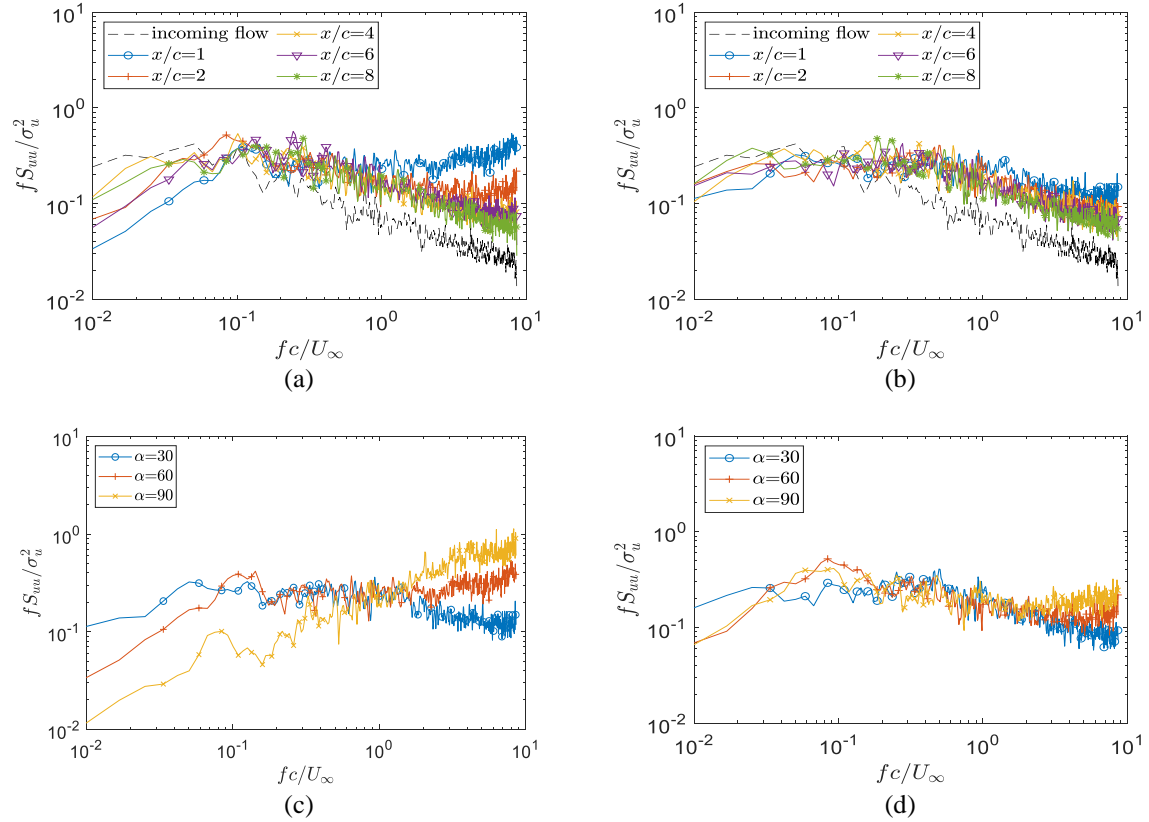 incoming flow
x/c=1
x/c=2
x/c=4
x/c=6
x/c=8
10^1
10^0
10^-1
10^-2
fS_uu/σ_u^2
10^-2 10^-1 10^0 10^1
fc/U_∞
(a)
incoming flow
x/c=1
x/c=2
x/c=4
x/c=6
x/c=8
10^1
10^0
10^-1
10^-2
fS_uu/σ_u^2
10^-2 10^-1 10^0 10^1
fc/U_∞
(b)
α=30
α=60
α=90
10^1
10^0
10^-1
10^-2
fS_uu/σ_u^2
10^-2 10^-1 10^0 10^1
fc/U_∞
(c)
α=30
α=60
α=90
10^1
10^0
10^-1
10^-2
fS_uu/σ_u^2
10^-2 10^-1 10^0 10^1
fc/U_∞
(d)